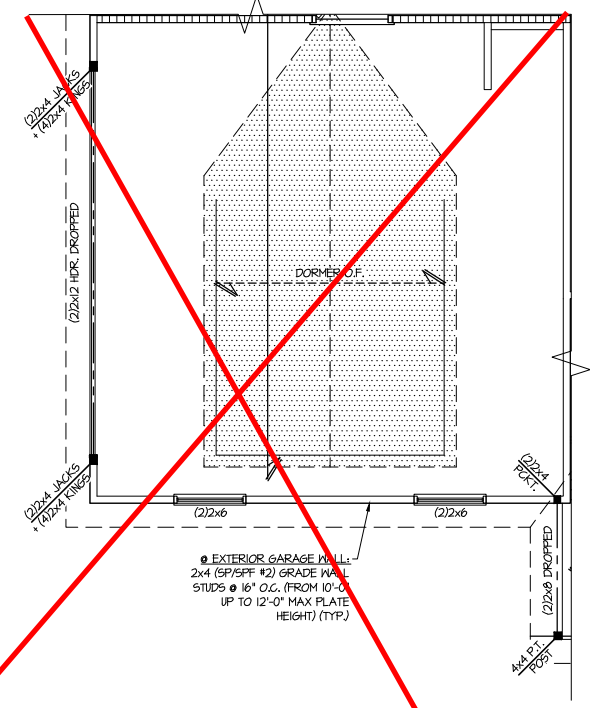 (2)2x4 JACKS
+ (4)2x4 KINGS
(2)2x12 HDR. DROPPED
DORMER O.F.
(2)2x4 JACKS
+ (4)2x4 KINGS
(2)2x4
PCKT.
(2)2x6
(2)2x6
@ EXTERIOR GARAGE WALL:
2x4 (SP/SPF #2) GRADE WALL
STUDS @ 16" O.C. (FROM 10'-0"
UP TO 12'-0" MAX PLATE
HEIGHT) (TYP.)
(2)2x8 DROPPED
4x4 P.T.
POST